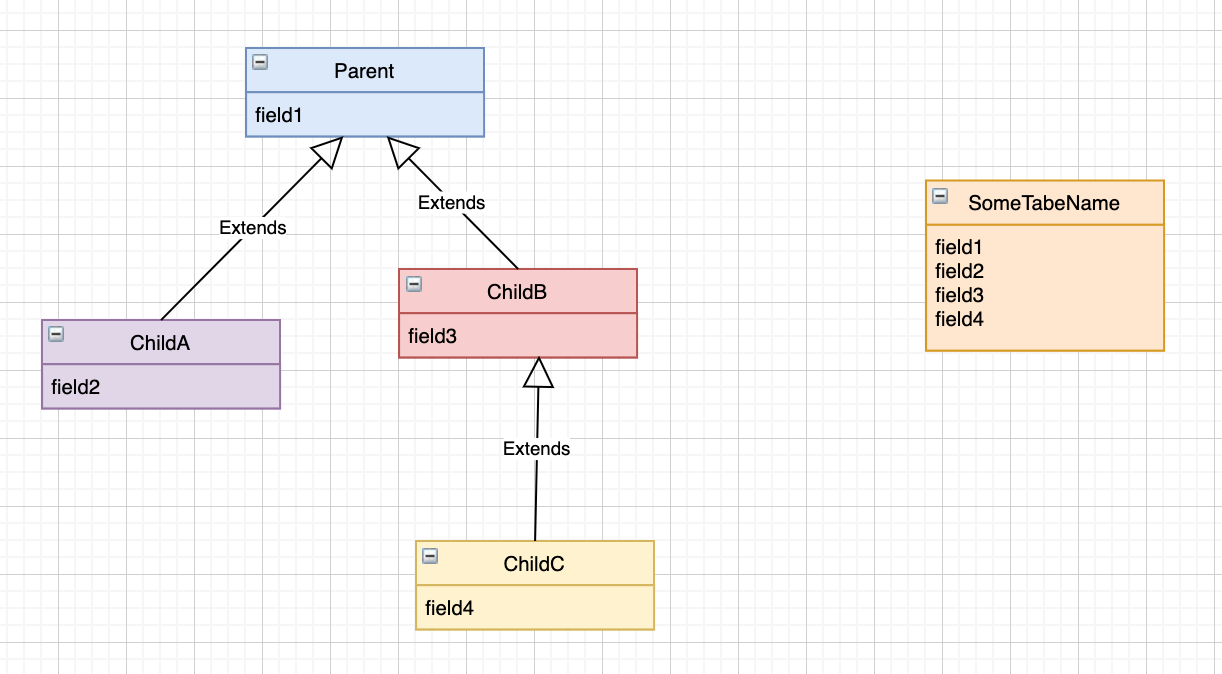 Parent
field1
Extends
Extends
SomeTabeName
field1
field2
field3
field4
ChildB
field3
ChildA
field2
Extends
ChildC
field4